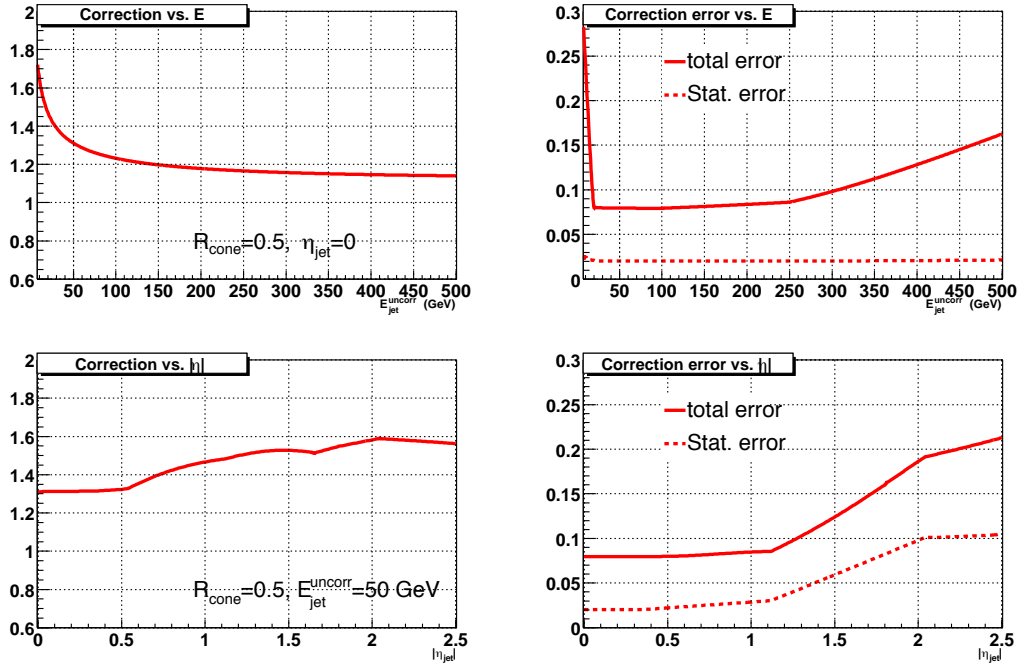 Correction vs. E
2
1.8
1.6
1.4
1.2
1
0.8
0.6
R_cone=0.5, η_jet=0
50 100 150 200 250 300 350 400 450 500
E_jet^uncorr (GeV)
Correction error vs. E
0.3
0.25
0.2
0.15
0.1
0.05
0
total error
Stat. error
50 100 150 200 250 300 350 400 450 500
E_jet^uncorr (GeV)
Correction vs. |η|
2
1.8
1.6
1.4
1.2
1
0.8
0.6
R_cone=0.5, E_jet^uncorr=50 GeV
0 0.5 1 1.5 2 2.5
|η_jet|
Correction error vs. |η|
0.3
0.25
0.2
0.15
0.1
0.05
0
total error
Stat. error
0 0.5 1 1.5 2 2.5
|η_jet|